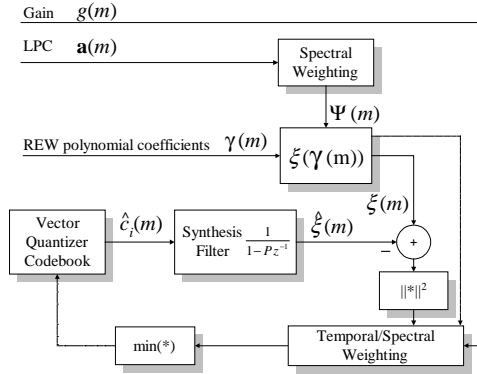 Gain g(m)
LPC a(m)
Spectral
Weighting
Ψ(m)
REW polynomial coefficients γ(m)
ξ(γ(m))
ξ(m)
Vector
Quantizer
Codebook
ĉᵢ(m)
Synthesis
Filter 1/(1−Pz⁻¹)
ξ̂(m)
+
−
||*||²
min(*)
Temporal/Spectral
Weighting